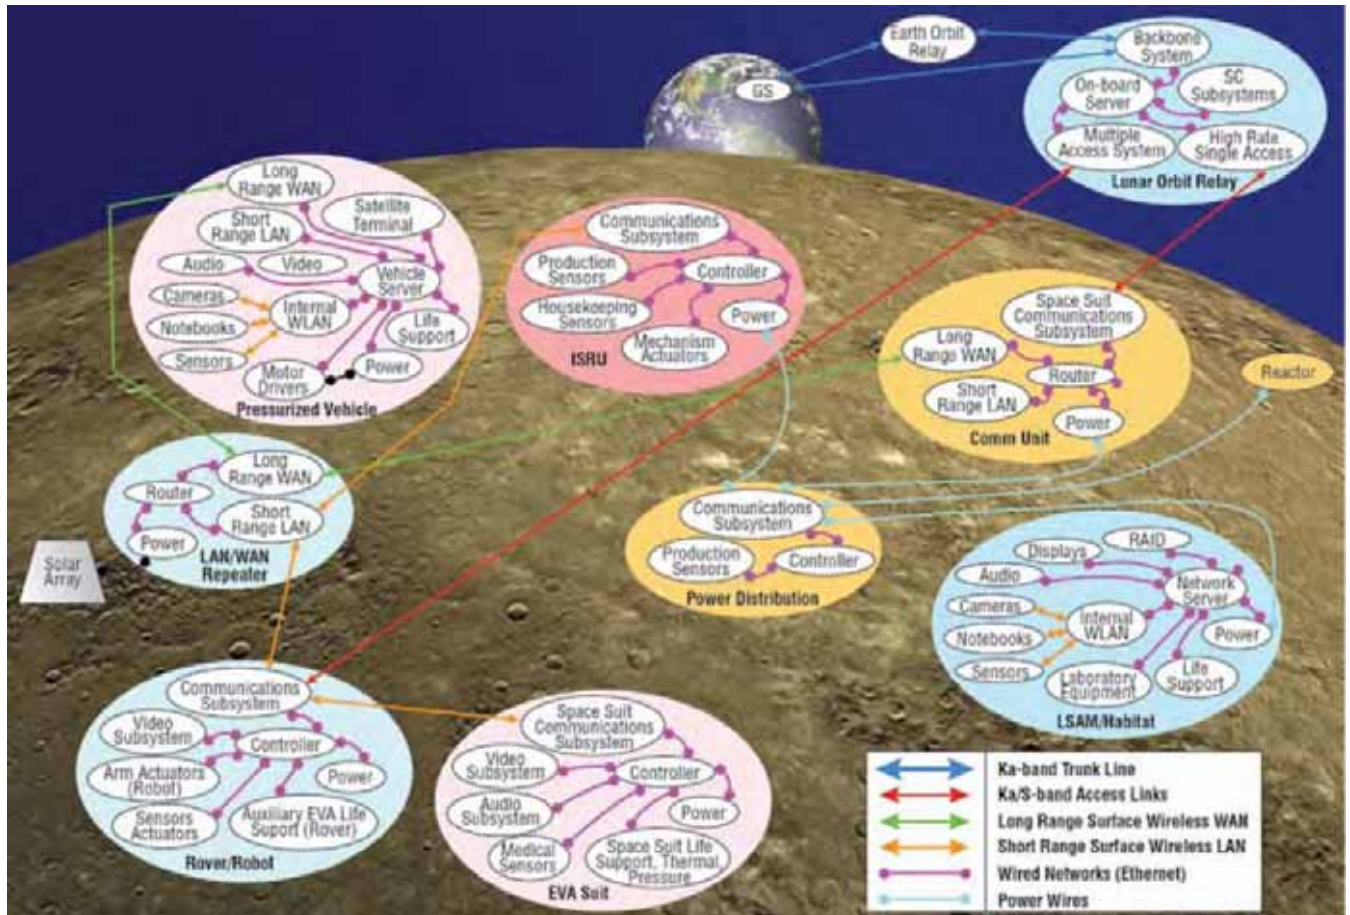 Earth Orbit
Relay
GS
Backbone
System
On-board
Server
SC
Subsystems
Multiple
Access System
High Rate
Single Access
Lunar Orbit Relay
Long
Range WAN
Satellite
Terminal
Short
Range LAN
Audio
Video
Vehicle
Server
Cameras
Internal
WLAN
Notebooks
Life
Support
Sensors
Motor
Drivers
Power
Pressurized Vehicle
Communications
Subsystem
Production
Sensors
Controller
Housekeeping
Sensors
Power
Mechanism
Actuators
ISRU
Space Suit
Communications
Subsystem
Long
Range WAN
Router
Short
Range LAN
Power
Comm Unit
Reactor
Long
Range WAN
Router
Short
Range LAN
Power
LAN/WAN
Repeater
Solar
Array
Communications
Subsystem
Production
Sensors
Controller
Power Distribution
RAID
Displays
Audio
Network
Server
Cameras
Internal
WLAN
Notebooks
Power
Sensors
Laboratory
Equipment
Life
Support
LSAM/Habitat
Communications
Subsystem
Video
Subsystem
Controller
Arm Actuators
(Robot)
Power
Sensors
Actuators
Auxiliary EVA Life
Suport (Rover)
Rover/Robot
Space Suit
Communications
Subsystem
Video
Subsystem
Controller
Audio
Subsystem
Power
Medical
Sensors
Space Suit Life
Support, Thermal,
Pressure
EVA Suit
Ka-band Trunk Line
Ka/S-band Access Links
Long Range Surface Wireless WAN
Short Range Surface Wireless LAN
Wired Networks (Ethernet)
Power Wires